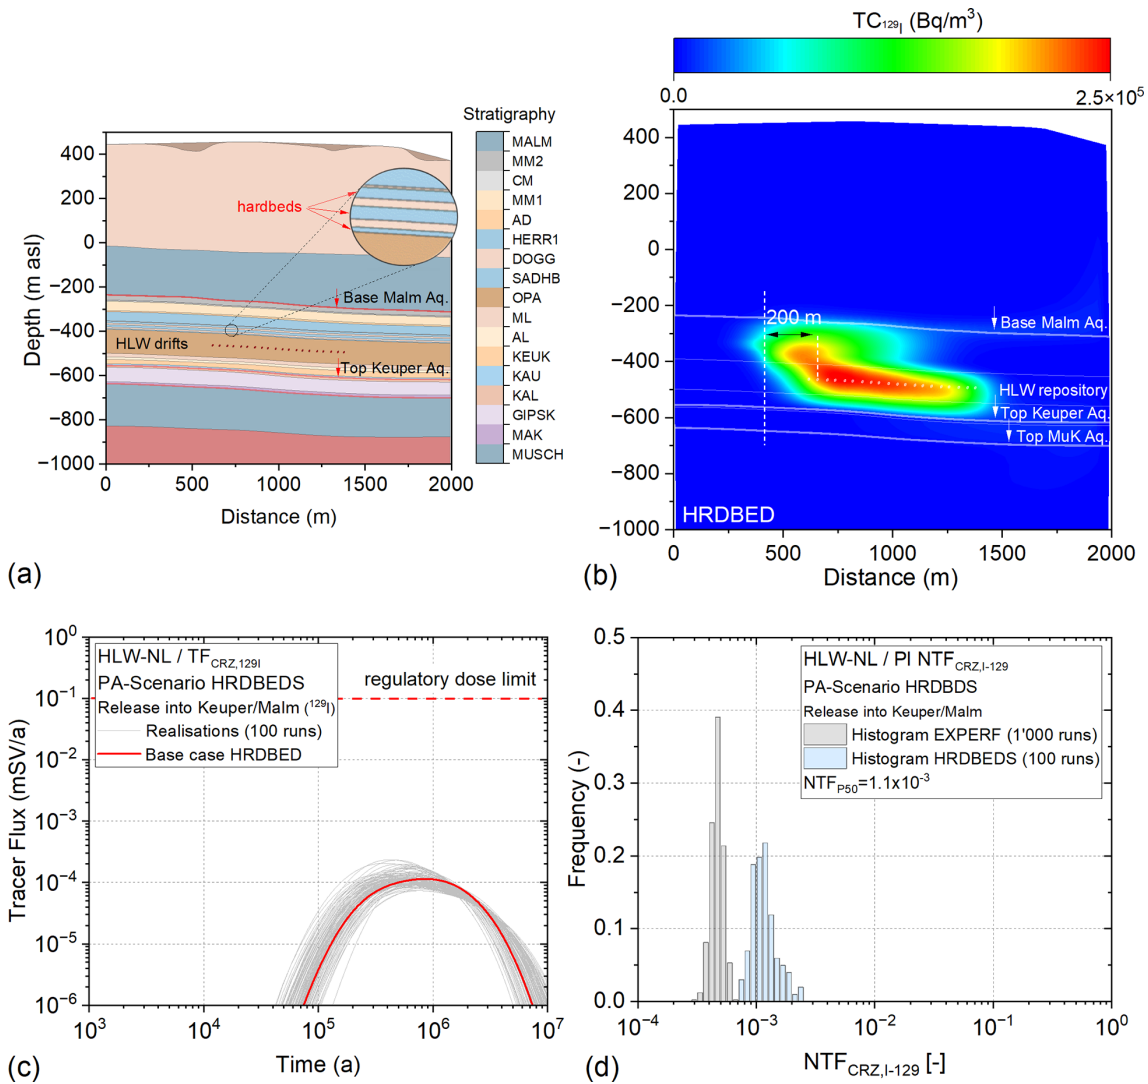 (a)
Stratigraphy
MALM
MM2
CM
MM1
AD
HERR1
DOGG
SADHB
OPA
ML
AL
KEUK
KAU
KAL
GIPSK
MAK
MUSCH
400
200
0
−200
−400
−600
−800
−1000
Depth (m asl)
hardbeds
Base Malm Aq.
HLW drifts
Top Keuper Aq.
0
500
1000
1500
2000
Distance (m)
(b)
TC129I (Bq/m3)
0.0
2.5×105
400
200
0
−200
−400
−600
−800
−1000
200 m
Base Malm Aq.
HLW repository
Top Keuper Aq.
Top MuK Aq.
HRDBED
0
500
1000
1500
2000
Distance (m)
(c)
HLW-NL / TFCRZ,129I
PA-Scenario HRDBEDS
Release into Keuper/Malm (129I)
Realisations (100 runs)
Base case HRDBED
regulatory dose limit
100
10−1
10−2
10−3
10−4
10−5
10−6
Tracer Flux (mSV/a)
103
104
105
106
107
Time (a)
(d)
HLW-NL / PI NTFCRZ,I-129
PA-Scenario HRDBDS
Release into Keuper/Malm
Histogram EXPERF (1'000 runs)
Histogram HRDBEDS (100 runs)
NTFP50=1.1x10-3
0.5
0.4
0.3
0.2
0.1
0.0
Frequency (-)
10−4
10−3
10−2
10−1
100
NTFCRZ,I-129 [-]